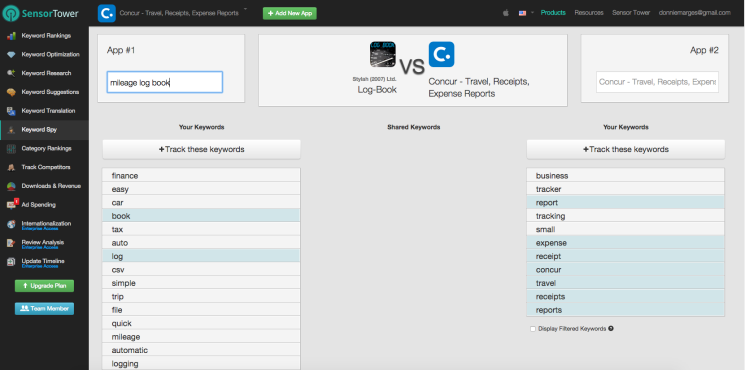 SensorTower
Concur - Travel, Receipts, Expense Reports
+ Add New App
Products
Resources
Sensor Tower
donniemarges@gmail.com
Keyword Rankings
Keyword Optimization
Keyword Research
Keyword Suggestions
Keyword Translation
Keyword Spy
Category Rankings
Track Competitors
Downloads & Revenue
Ad Spending
Internationalization
Enterprise Access
Review Analysis
Enterprise Access
Update Timeline
Enterprise Access
Upgrade Plan
Team Member
App #1
mileage log book
LOG BOOK
VS
Stylish (2007) Ltd.
Log-Book
Concur - Travel, Receipts,
Expense Reports
App #2
Concur - Travel, Receipts, Expens
Your Keywords
Shared Keywords
Your Keywords
+Track these keywords
+Track these keywords
finance
easy
car
book
tax
auto
log
csv
simple
trip
file
quick
mileage
automatic
logging
business
tracker
report
tracking
small
expense
receipt
concur
travel
receipts
reports
Display Filtered Keywords